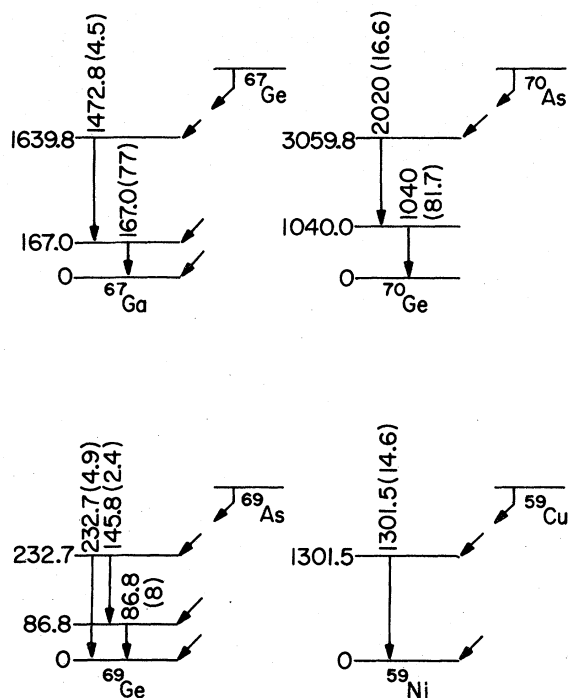 1472.8(4.5)
67Ge
1639.8
167.0(77)
167.0
0
67Ga
2020(16.6)
70As
3059.8
1040
(81.7)
1040.0
0
70Ge
232.7(4.9)
145.8(2.4)
69As
232.7
86.8
(8)
86.8
0
69Ge
1301.5(14.6)
59Cu
1301.5
0
59Ni